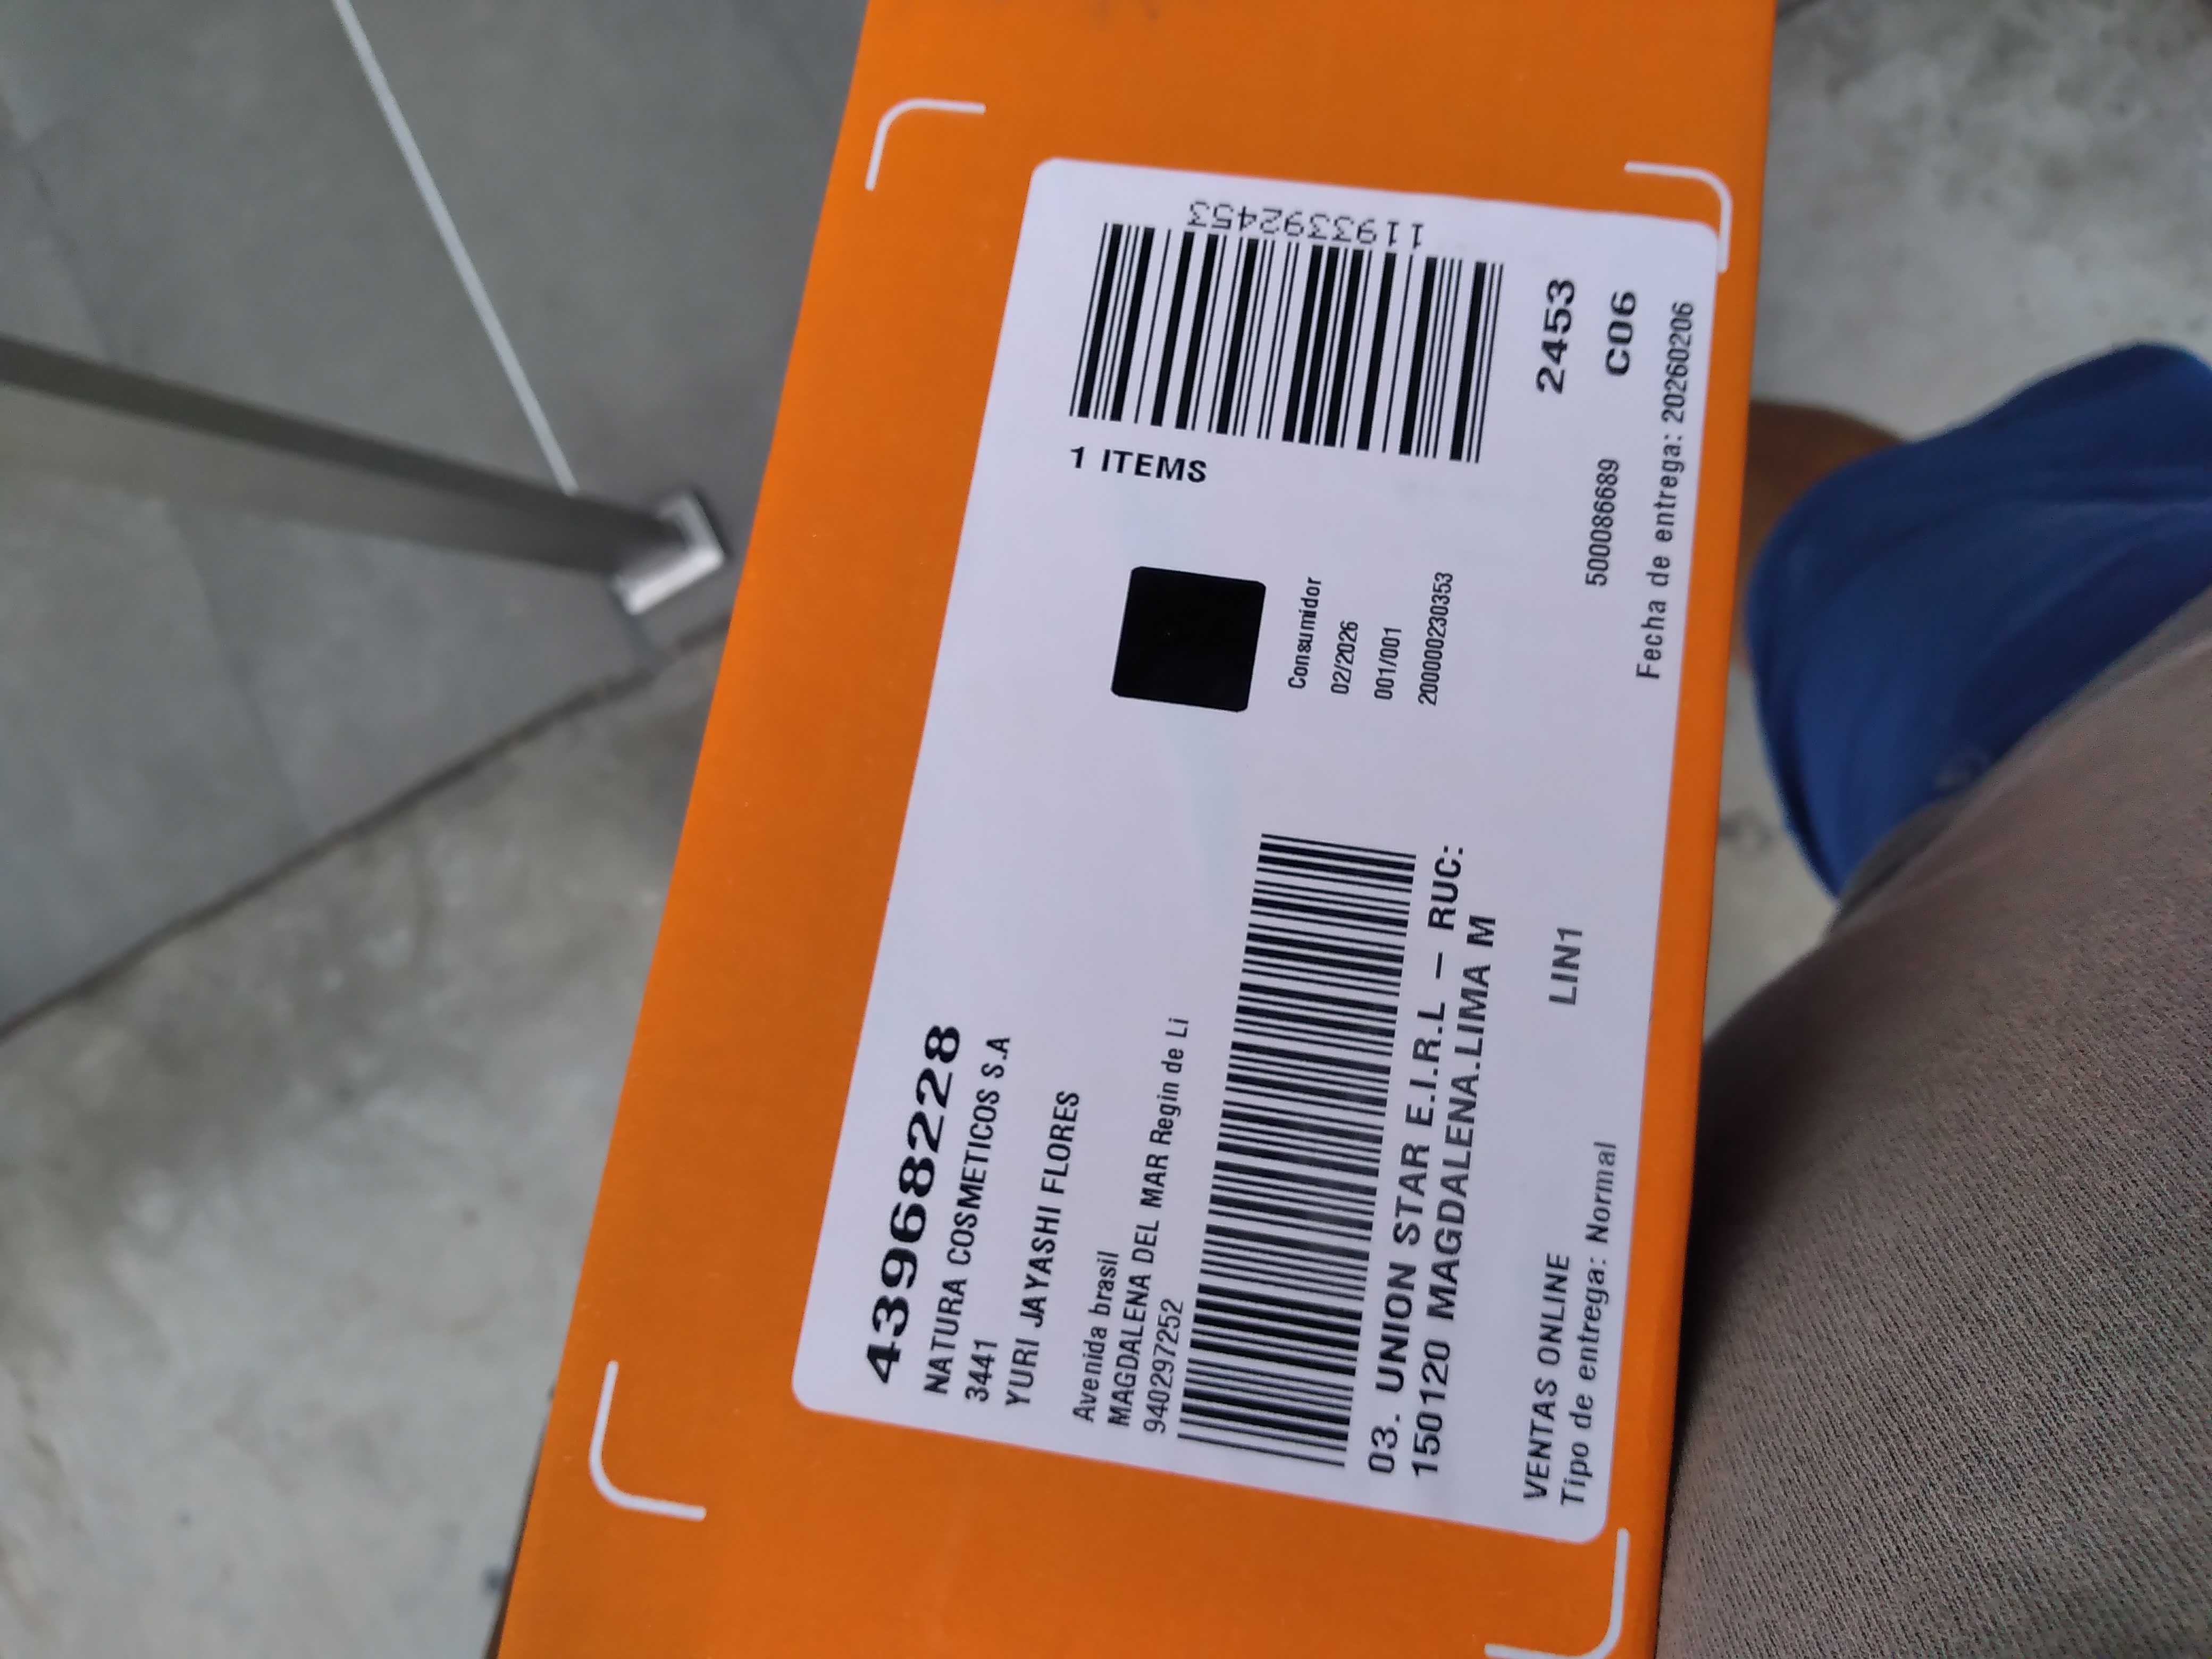 43968228
NATURA COSMETICOS S.A
3441
YURI JAYASHI FLORES
Avenida brasil
MAGDALENA DEL MAR Regin de Li
940297252
03. UNION STAR E.I.R.L – RUC:
150120 MAGDALENA.LIMA M
VENTAS ONLINE
LIN1
Tipo de entrega: Normal
1 ITEMS
1193392453
Consumidor
02/2026
001/001
2000000230353
2453
500086689
C06
Fecha de entrega: 20260206